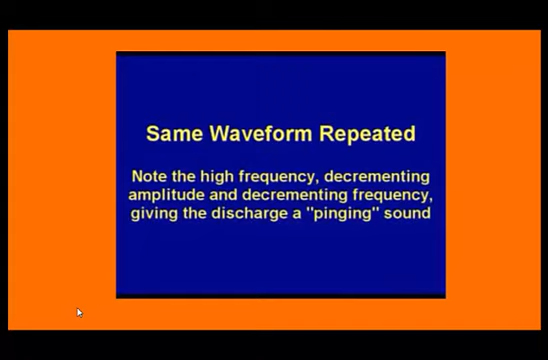 Same Waveform Repeated
Note the high frequency, decrementing
amplitude and decrementing frequency,
giving the discharge a "pinging" sound